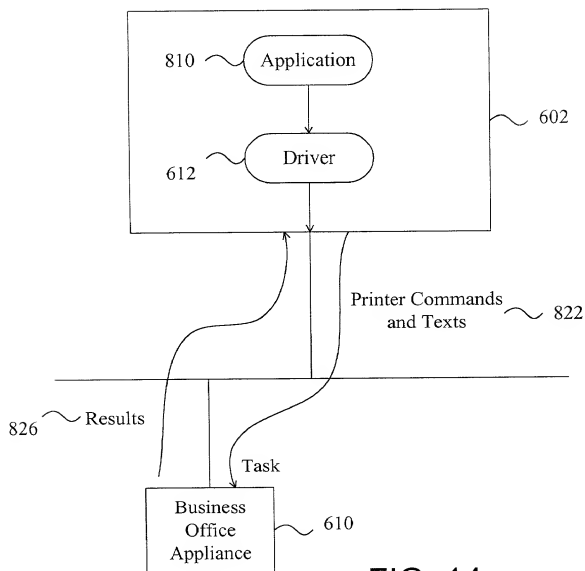 810
Application
602
612
Driver
Printer Commands
and Texts
822
826
Results
Task
Business
Office
Appliance
610